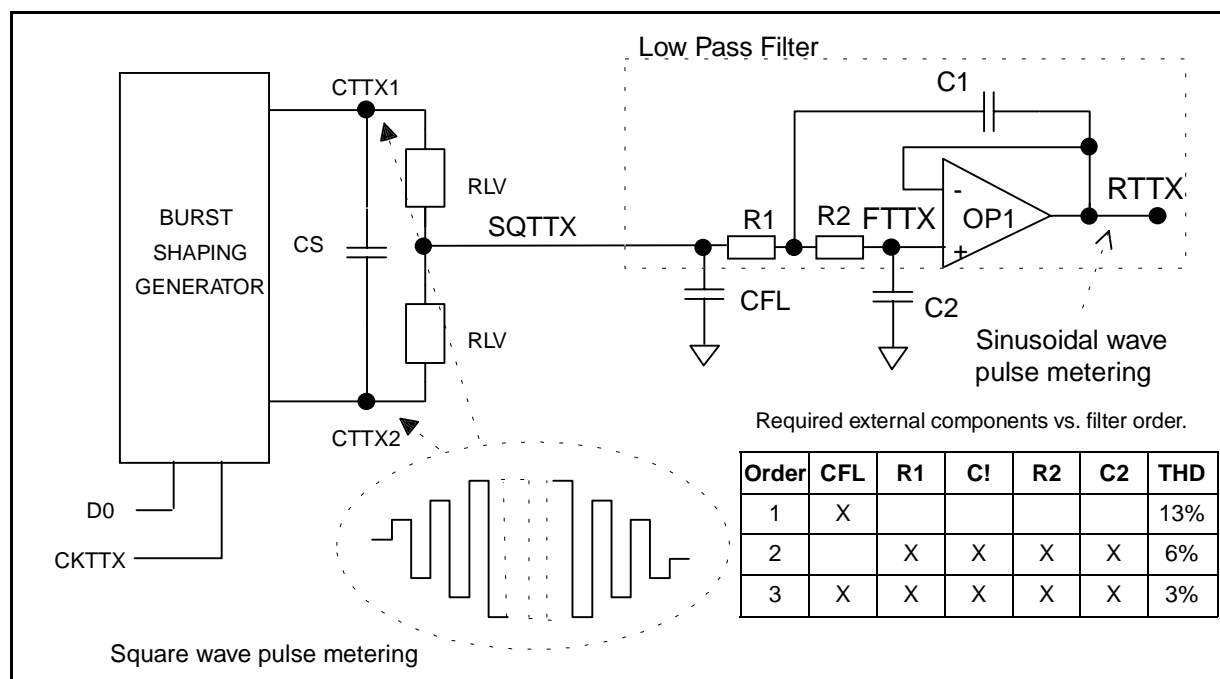 Low Pass Filter
C1
CTTX1
RLV
BURST
SHAPING
GENERATOR
CS
SQTTX
R1
R2
FTTX
-
+
OP1
RTTX
CFL
C2
RLV
Sinusoidal wave
pulse metering
CTTX2
D0
CKTTX
Square wave pulse metering
Required external components vs. filter order.
Order CFL R1 C! R2 C2 THD
1 X 13%
2 X X X X 6%
3 X X X X X 3%